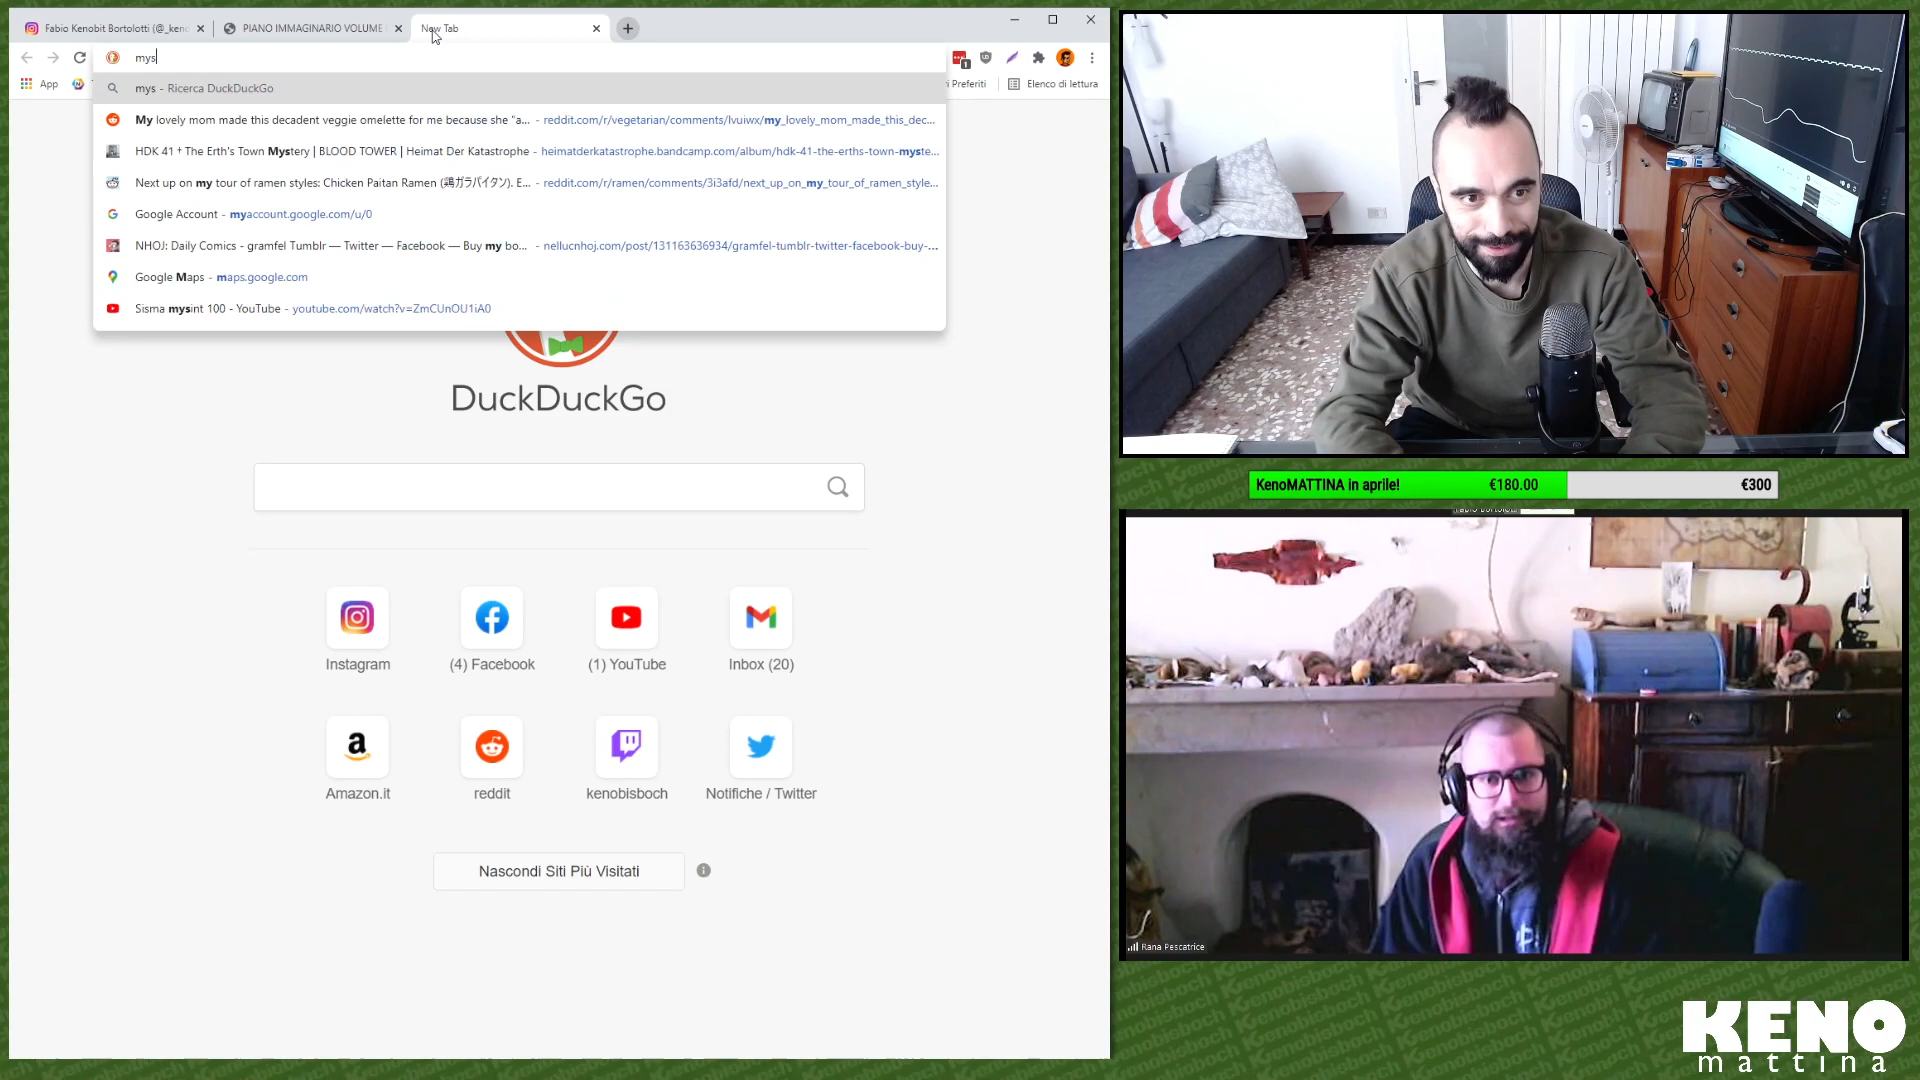 Fabio Kenobit Bortolotti (@_keno
PIANO IMMAGINARIO VOLUME
New Tab
mys
App
ri Preferiti
Elenco di lettura
mys - Ricerca DuckDuckGo
My lovely mom made this decadent veggie omelette for me because she "a... - reddit.com/r/vegetarian/comments/lvuiwx/my_lovely_mom_made_this_dec...
HDK 41 † The Erth's Town Mystery | BLOOD TOWER | Heimat Der Katastrophe - heimatderkatastrophe.bandcamp.com/album/hdk-41-the-erths-town-myste...
Next up on my tour of ramen styles: Chicken Paitan Ramen (鶏ガラパイタン). E... - reddit.com/r/ramen/comments/3i3afd/next_up_on_my_tour_of_ramen_style...
Google Account - myaccount.google.com/u/0
NHOJ: Daily Comics - gramfel Tumblr — Twitter — Facebook — Buy my bo... - nellucnhoj.com/post/131163636934/gramfel-tumblr-twitter-facebook-buy-...
Google Maps - maps.google.com
Sisma mysint 100 - YouTube - youtube.com/watch?v=ZmCUnOU1iA0
DuckDuckGo
Instagram
(4) Facebook
(1) YouTube
Inbox (20)
Amazon.it
reddit
kenobisboch
Notifiche / Twitter
Nascondi Siti Più Visitati
KenoMATTINA in aprile! €180.00 €300
Rana Pescatrice
KENO
mattina